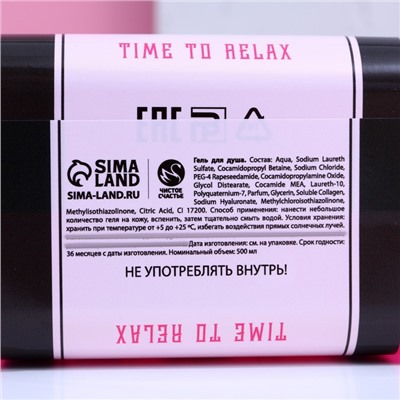 TIME TO RELAX
EAC
SIMA
LAND
SIMA-LAND.RU
ЧИСТОЕ
СЧАСТЬЕ
Гель для душа. Состав: Aqua, Sodium Laureth
Sulfate, Cocamidopropyl Betaine, Sodium Chloride,
PEG-4 Rapeseedamide, Cocamidopropylamine Oxide,
Glycol Distearate, Cocamide MEA, Laureth-10,
Polyquaternium-7, Parfum, Glycerin, Soluble Collagen,
Sodium Hyaluronate, Methylchloroisothiazolinone,
Methylisothiazolinone, Citric Acid, CI 17200. Способ применения: нанести небольшое
количество геля на кожу, вспенить, затем тщательно смыть водой. Условия хранения:
хранить при температуре от +5 до +25 °С, избегать воздействия прямых солнечных лучей.
Дата изготовления: см. на упаковке. Срок годности:
36 месяцев с даты изготовления. Номинальный объем: 500 мл
НЕ УПОТРЕБЛЯТЬ ВНУТРЬ!
TIME TO RELAX